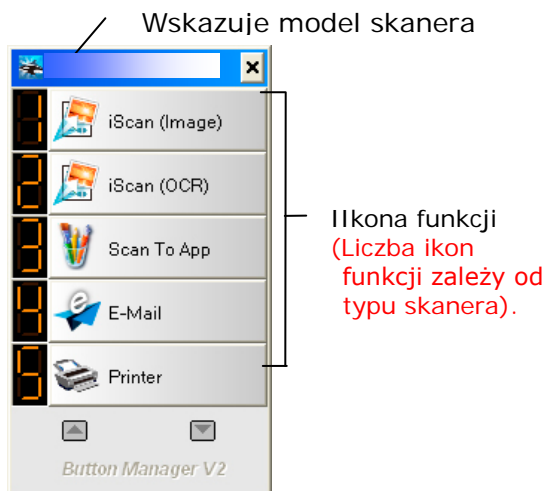 Wskazuje model skanera
1 iScan (Image)
2 iScan (OCR)
3 Scan To App
4 E-Mail
5 Printer
Button Manager V2
IIkona funkcji
(Liczba ikon
funkcji zależy od
typu skanera).